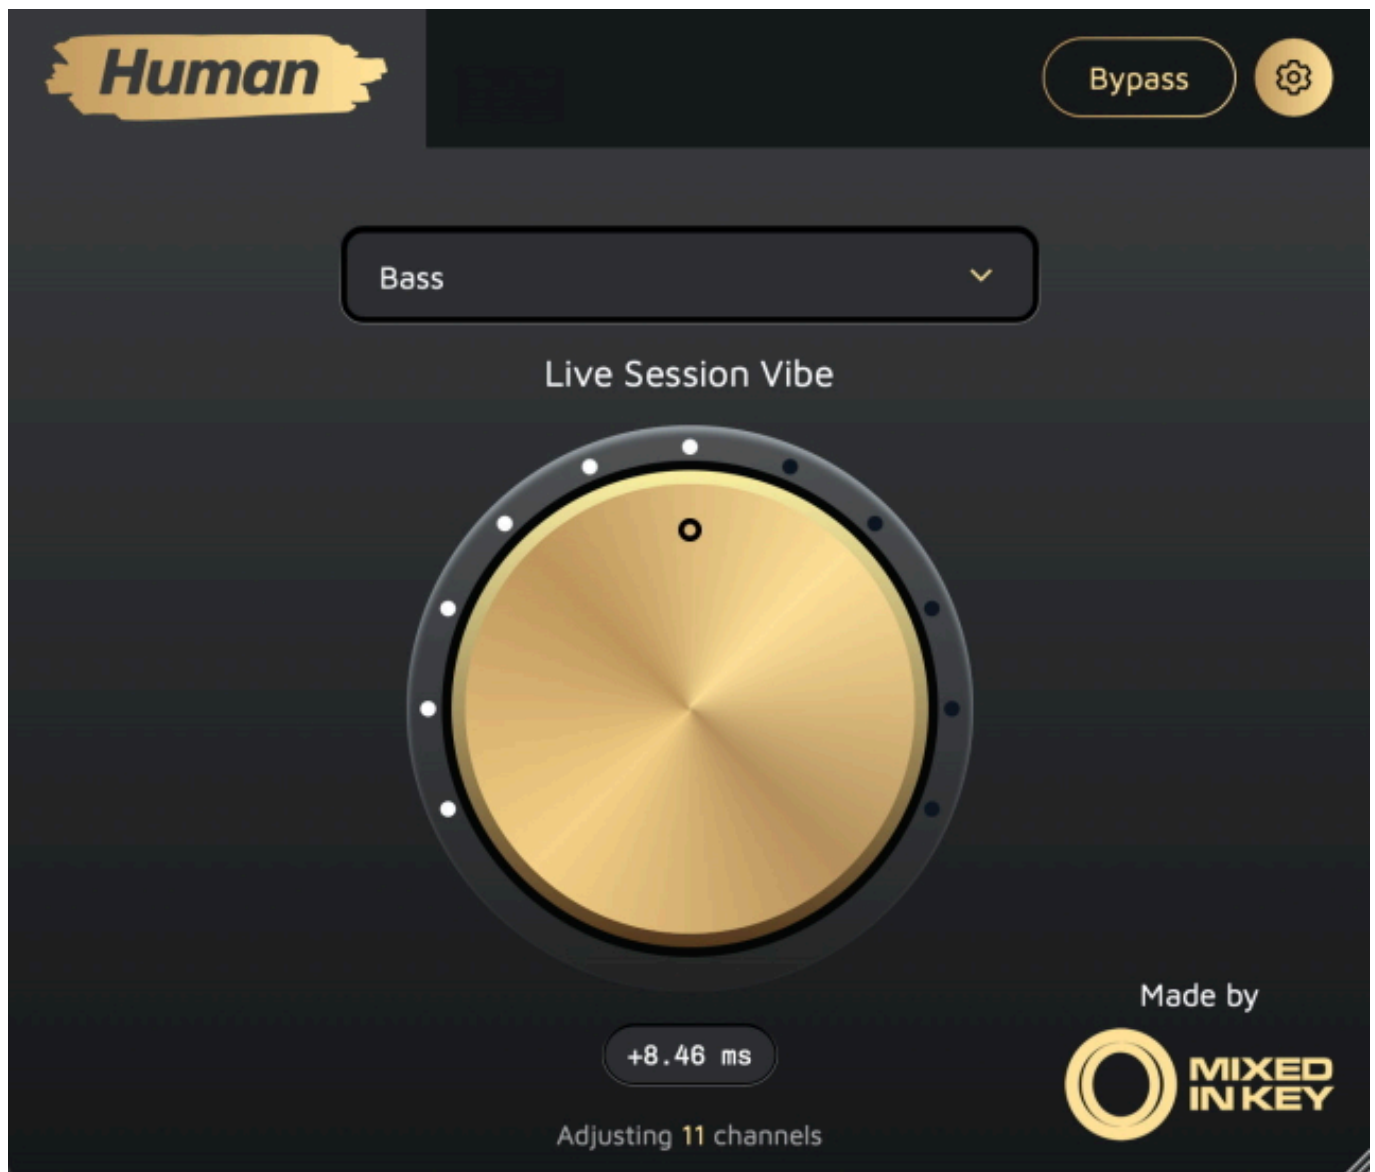 Human
Bypass
Bass
Live Session Vibe
+8.46 ms
Adjusting 11 channels
Made by
MIXED
IN KEY